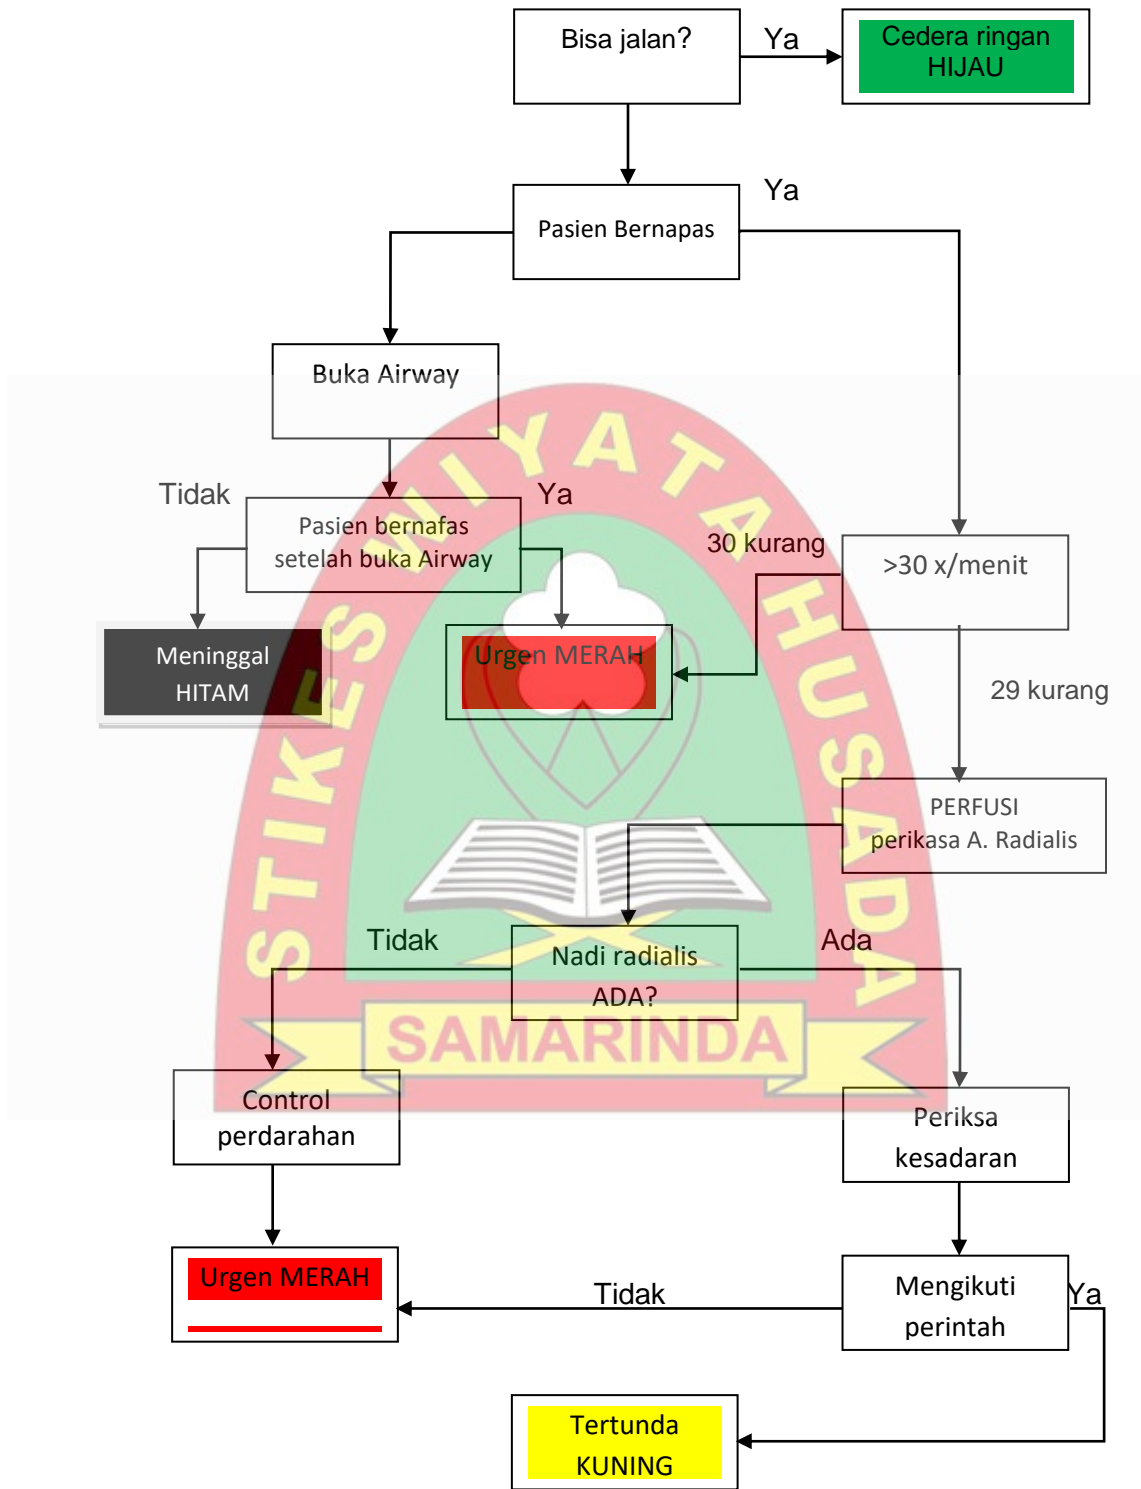 Bisa jalan?
Ya
Cedera ringan
HIJAU
Pasien Bernapas
Ya
Buka Airway
Tidak
Pasien bernafas
setelah buka Airway
Ya
30 kurang
>30 x/menit
Meninggal
HITAM
Urgen MERAH
29 kurang
PERFUSI
perikasa A. Radialis
Tidak
Nadi radialis
ADA?
Ada
Control
perdarahan
Periksa
kesadaran
Urgen MERAH
Tidak
Mengikuti
perintah
Ya
Tertunda
KUNING
STIKES WIYATA HUSADA
SAMARINDA